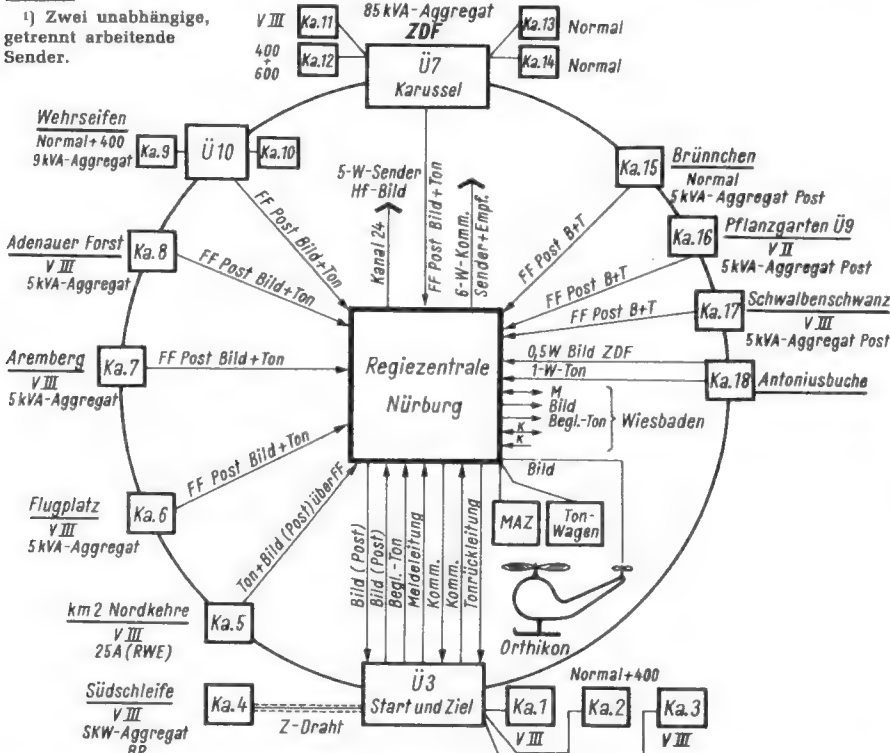 ¹) Zwei unabhängige,
getrennt arbeitende
Sender.
V III
400
+
600
Ka.11
Ka.12
85 kVA-Aggregat
ZDF
Ü7
Karussel
Ka.13
Normal
Ka.14
Normal
Wehrseifen
Normal+400
9 kVA-Aggregat
Ka.9
Ü10
Ka.10
FF Post Bild+Ton
Adenauer Forst
V III
5 kVA-Aggregat
Ka.8
FF Post Bild+Ton
Aremberg
V III
5 kVA-Aggregat
Ka.7
FF Post Bild+Ton
Flugplatz
V III
5 kVA-Aggregat
Ka.6
FF Post Bild+Ton
km 2 Nordkehre
V III
25 A (RWE)
Ka.5
Ton+Bild (Post) über FF
Südschleife
V III
SKW-Aggregat
BP
Ka.4
Z-Draht
5-W-Sender
Hf-Bild
Kanal 24
FF Post Bild+Ton
6-W-Komm.
Sender+Empf.
Regiezentrale
Nürburg
Ka.15
Brünnchen
Normal
5 kVA-Aggregat Post
FF Post B+T
Ka.16
Pflanzgarten Ü9
V II
5 kVA-Aggregat Post
FF Post B+T
Ka.17
Schwalbenschwanz
V III
5 kVA-Aggregat Post
FF Post B+T
Ka.18
Antoniusbuche
0,5W Bild ZDF
1-W-Ton
M
Bild
Begl.-Ton
K
K
Wiesbaden
Bild
MAZ
Ton-
Wagen
Orthikon
Bild (Post)
Bild (Post)
Begl.-Ton
Meldeleitung
Komm.
Komm.
Tonrückleitung
Ü3
Start und Ziel
Normal+400
Ka.1
V III
Ka.2
Ka.3
V III